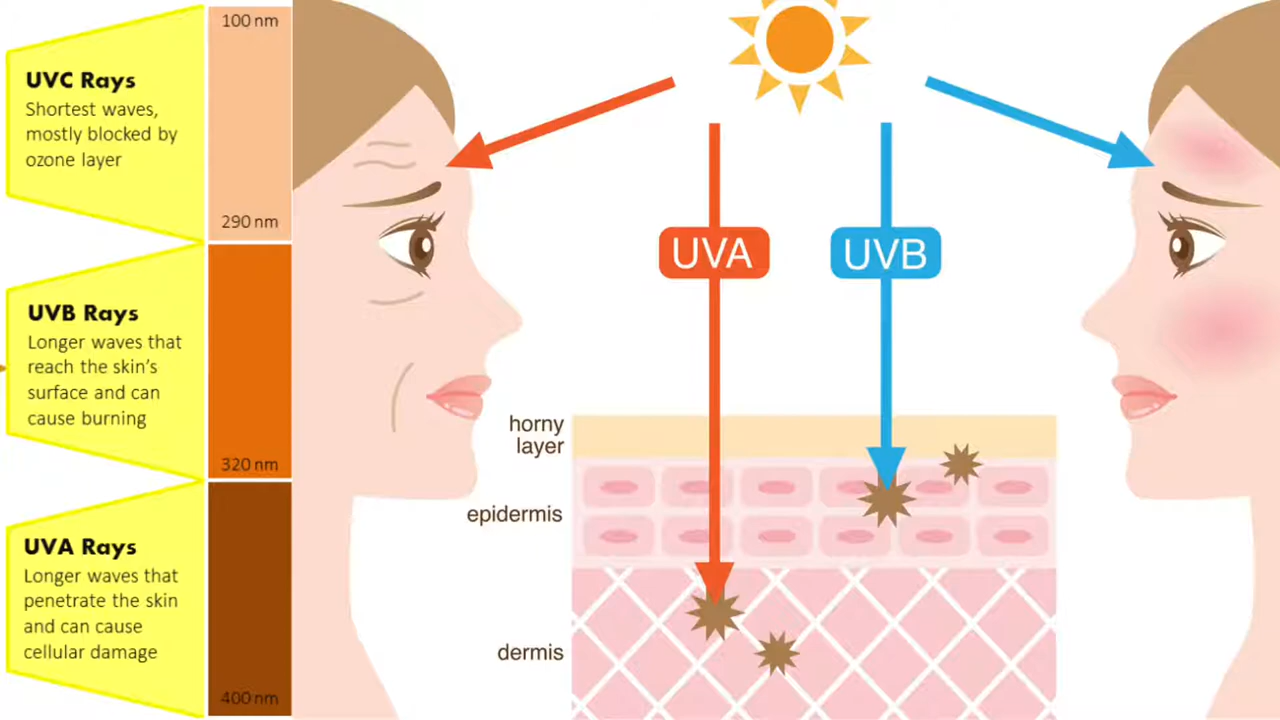 100 nm
UVC Rays
Shortest waves,
mostly blocked by
ozone layer
290 nm
UVB Rays
Longer waves that
reach the skin's
surface and can
cause burning
320 nm
UVA Rays
Longer waves that
penetrate the skin
and can cause
cellular damage
400 nm
UVA
UVB
horny
layer
epidermis
dermis